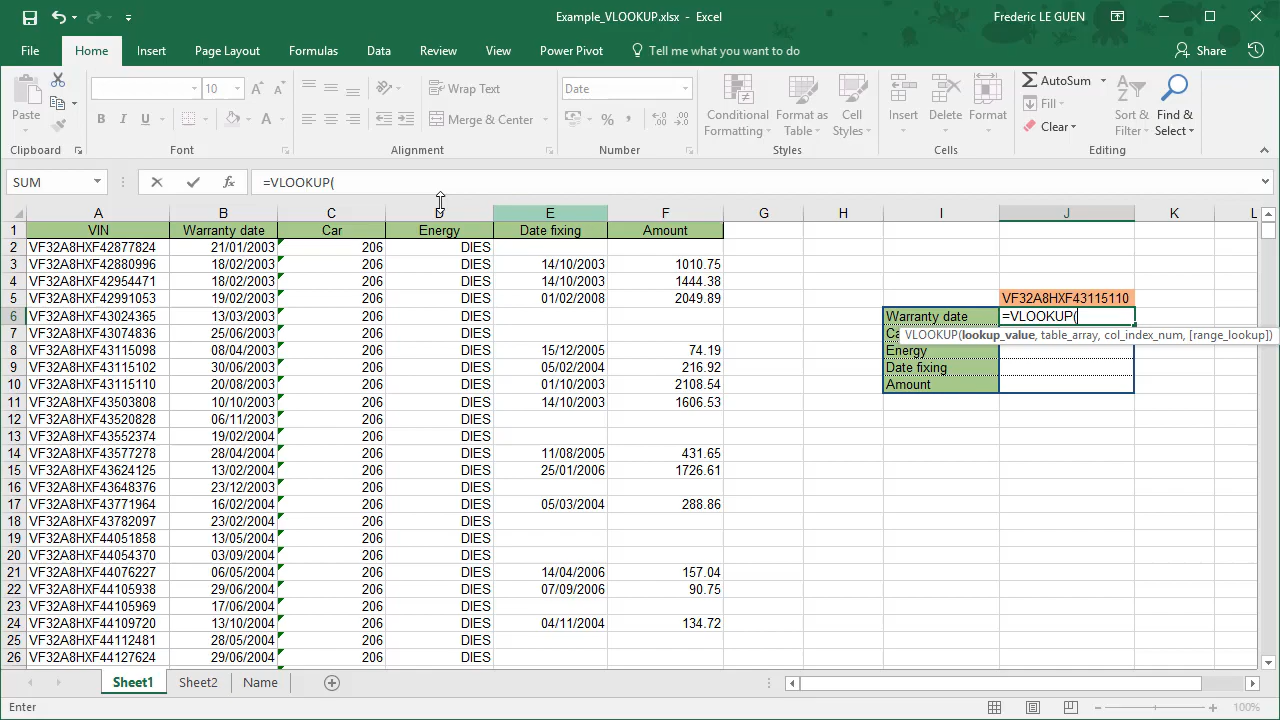 Example_VLOOKUP.xlsx - Excel
Frederic LE GUEN
File Home Insert Page Layout Formulas Data Review View Power Pivot Tell me what you want to do Share
Paste
10 A A
Wrap Text
Date
Conditional Formatting
Format as Table
Cell Styles
Insert
Delete
Format
AutoSum
Fill
Clear
Sort & Filter
Find & Select
B I U A
Merge & Center
% ,
Clipboard Font Alignment Number Styles Cells Editing
SUM fx =VLOOKUP(
A B C D E F G H I J K L
1 VIN Warranty date Car Energy Date fixing Amount
2 VF32A8HXF42877824 21/01/2003 206 DIES
3 VF32A8HXF42880996 18/02/2003 206 DIES 14/10/2003 1010.75
4 VF32A8HXF42954471 18/02/2003 206 DIES 14/10/2003 1444.38
5 VF32A8HXF42991053 19/02/2003 206 DIES 01/02/2008 2049.89 VF32A8HXF43115110
6 VF32A8HXF43024365 13/03/2003 206 DIES Warranty date =VLOOKUP(
7 VF32A8HXF43074836 25/06/2003 206 DIES VLOOKUP(lookup_value, table_array, col_index_num, [range_lookup])
8 VF32A8HXF43115098 08/04/2003 206 DIES 15/12/2005 74.19 Energy
9 VF32A8HXF43115102 30/06/2003 206 DIES 05/02/2004 216.92 Date fixing
10 VF32A8HXF43115110 20/08/2003 206 DIES 01/10/2003 2108.54 Amount
11 VF32A8HXF43503808 10/10/2003 206 DIES 14/10/2003 1606.53
12 VF32A8HXF43520828 06/11/2003 206 DIES
13 VF32A8HXF43552374 19/02/2004 206 DIES
14 VF32A8HXF43577278 28/04/2004 206 DIES 11/08/2005 431.65
15 VF32A8HXF43624125 13/02/2004 206 DIES 25/01/2006 1726.61
16 VF32A8HXF43648376 23/12/2003 206 DIES
17 VF32A8HXF43771964 16/02/2004 206 DIES 05/03/2004 288.86
18 VF32A8HXF43782097 23/02/2004 206 DIES
19 VF32A8HXF44051858 13/05/2004 206 DIES
20 VF32A8HXF44054370 03/09/2004 206 DIES
21 VF32A8HXF44076227 06/05/2004 206 DIES 14/04/2006 157.04
22 VF32A8HXF44105938 29/06/2004 206 DIES 07/09/2006 90.75
23 VF32A8HXF44105969 17/06/2004 206 DIES
24 VF32A8HXF44109720 13/10/2004 206 DIES 04/11/2004 134.72
25 VF32A8HXF44112481 28/05/2004 206 DIES
26 VF32A8HXF44127624 29/06/2004 206 DIES
Sheet1 Sheet2 Name
Enter 100%